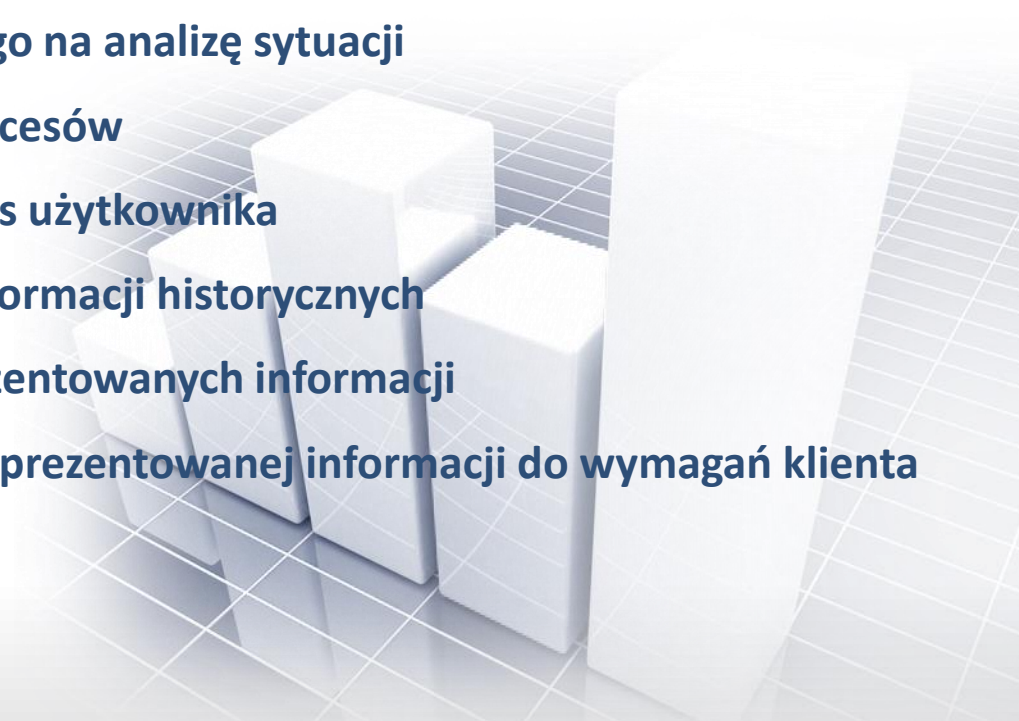 go na analizę sytuacji
cesów
s użytkownika
ormacji historycznych
zentowanych informacji
prezentowanej informacji do wymagań klienta